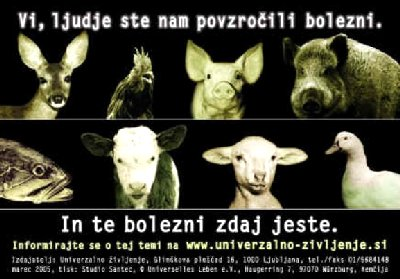 Vi, ljudje ste nam povzročili bolezni.
In te bolezni zdaj jeste.
Informirajte se o tej temi na www.univerzalno-zivljenje.si
Izdajatelj: Univerzalno življenje, Slinškova ploščad 16, 1000 Ljubljana, tel./faks 01/5684148
marec 2005, tisk: Studio Santec, © Universelles Leben e.V., Haugerring 7, 97070 Würzburg, Nemčija